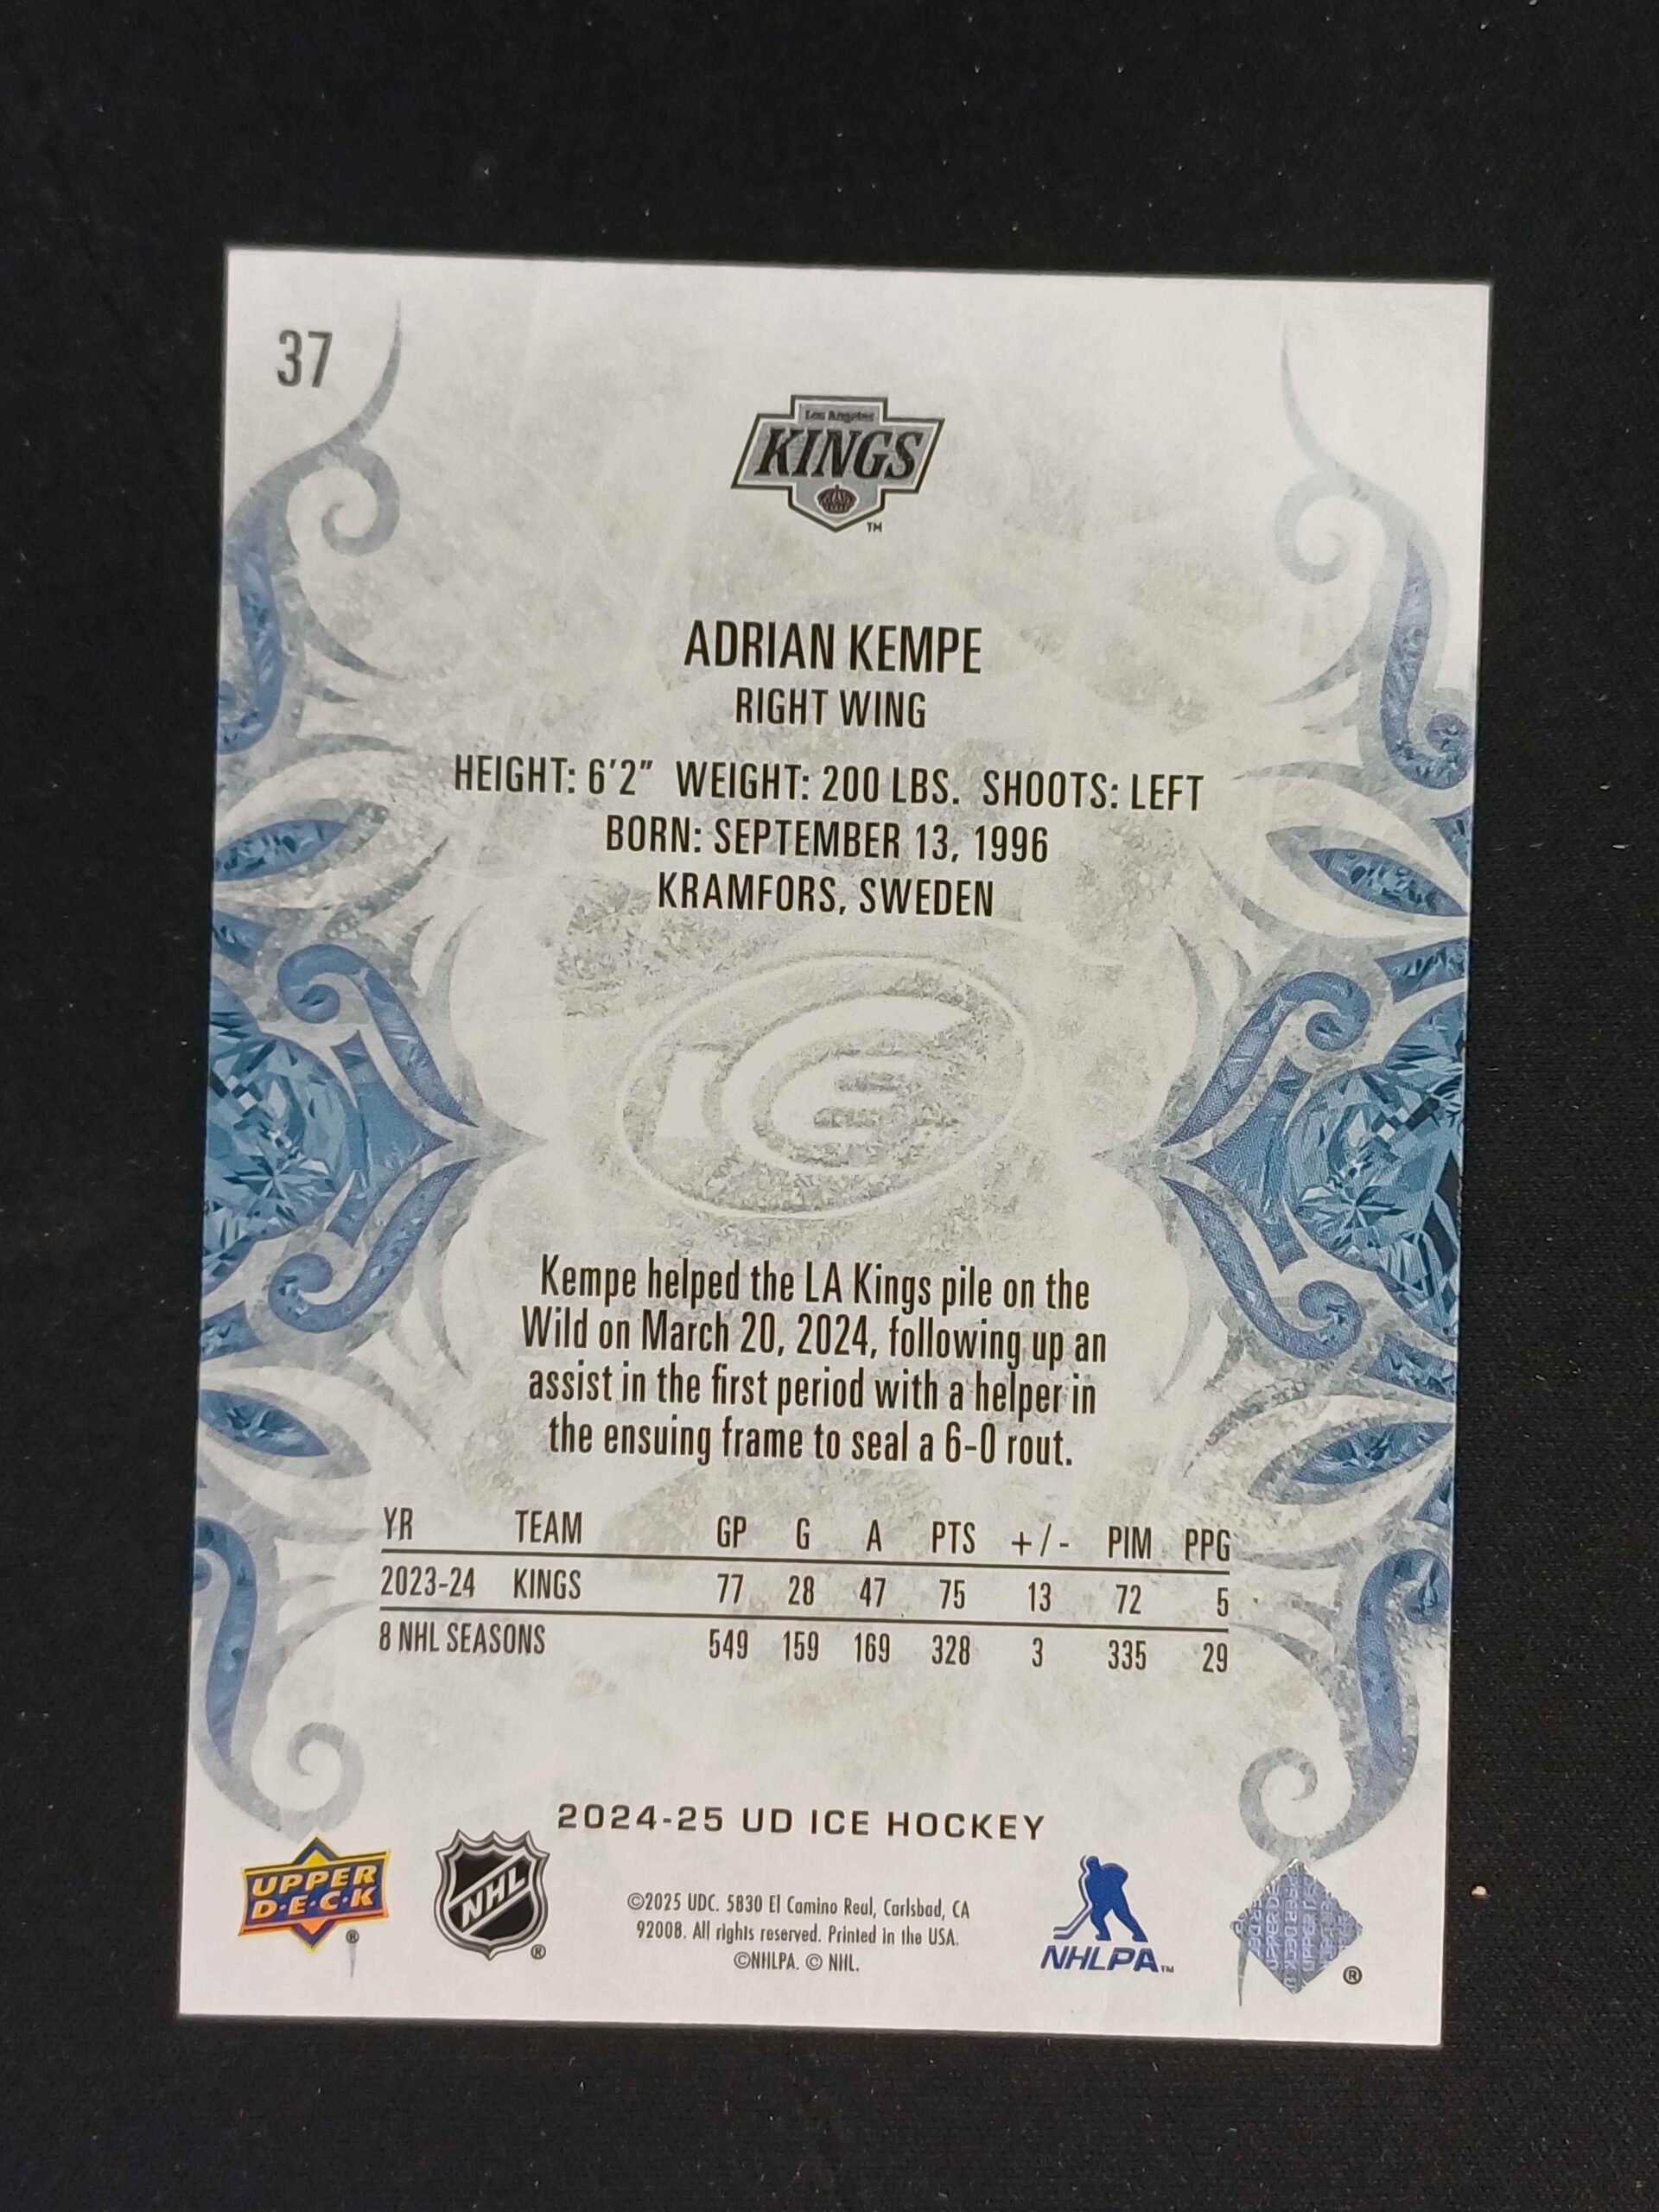 37
Los Angeles
KINGS
TM
ADRIAN KEMPE
RIGHT WING
HEIGHT: 6'2" WEIGHT: 200 LBS. SHOOTS: LEFT
BORN: SEPTEMBER 13, 1996
KRAMFORS, SWEDEN
ICE
Kempe helped the LA Kings pile on the
Wild on March 20, 2024, following up an
assist in the first period with a helper in
the ensuing frame to seal a 6-0 rout.
YR TEAM GP G A PTS +/- PIM PPG
2023-24 KINGS 77 28 47 75 13 72 5
8 NHL SEASONS 549 159 169 328 3 335 29
2024-25 UD ICE HOCKEY
UPPER
D·E·C·K
®
NHL
®
©2025 UDC. 5830 El Camino Real, Carlsbad, CA
92008. All rights reserved. Printed in the USA.
©NHLPA. © NHL.
NHLPA™
®